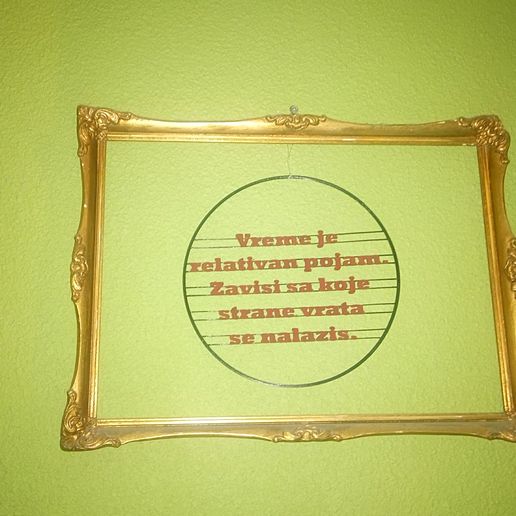 Vreme je
relativan pojam.
Zavisi sa koje
strane vrata
se nalazis.